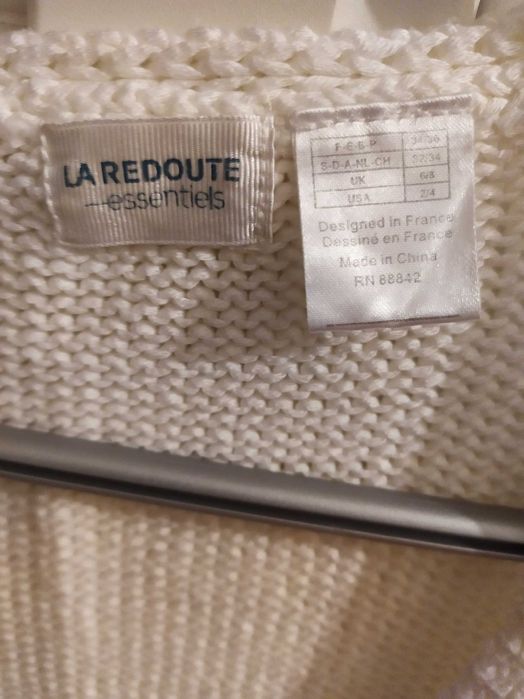 LA REDOUTE
essentiels
F-E-B-P 34/36
S-D-A-NL-CH 32/34
UK 6/8
USA 2/4
Designed in France
Dessiné en France
Made in China
RN 88842